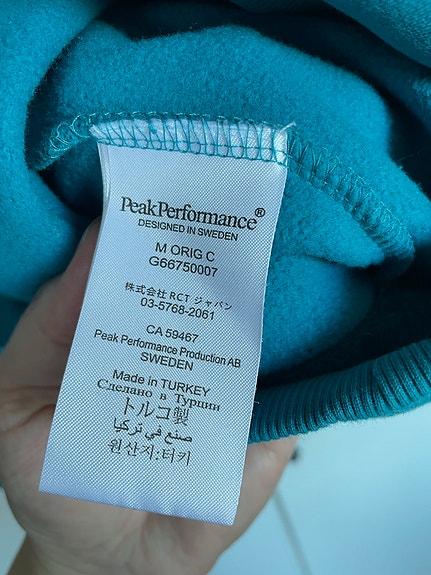 PeakPerformance®
DESIGNED IN SWEDEN
M ORIG C
G66750007
株式会社 RCT ジャパン
03-5768-2061
CA 59467
Peak Performance Production AB
SWEDEN
Made in TURKEY
Сделано в Турции
トルコ製
صنع في تركيا
원산지:터키